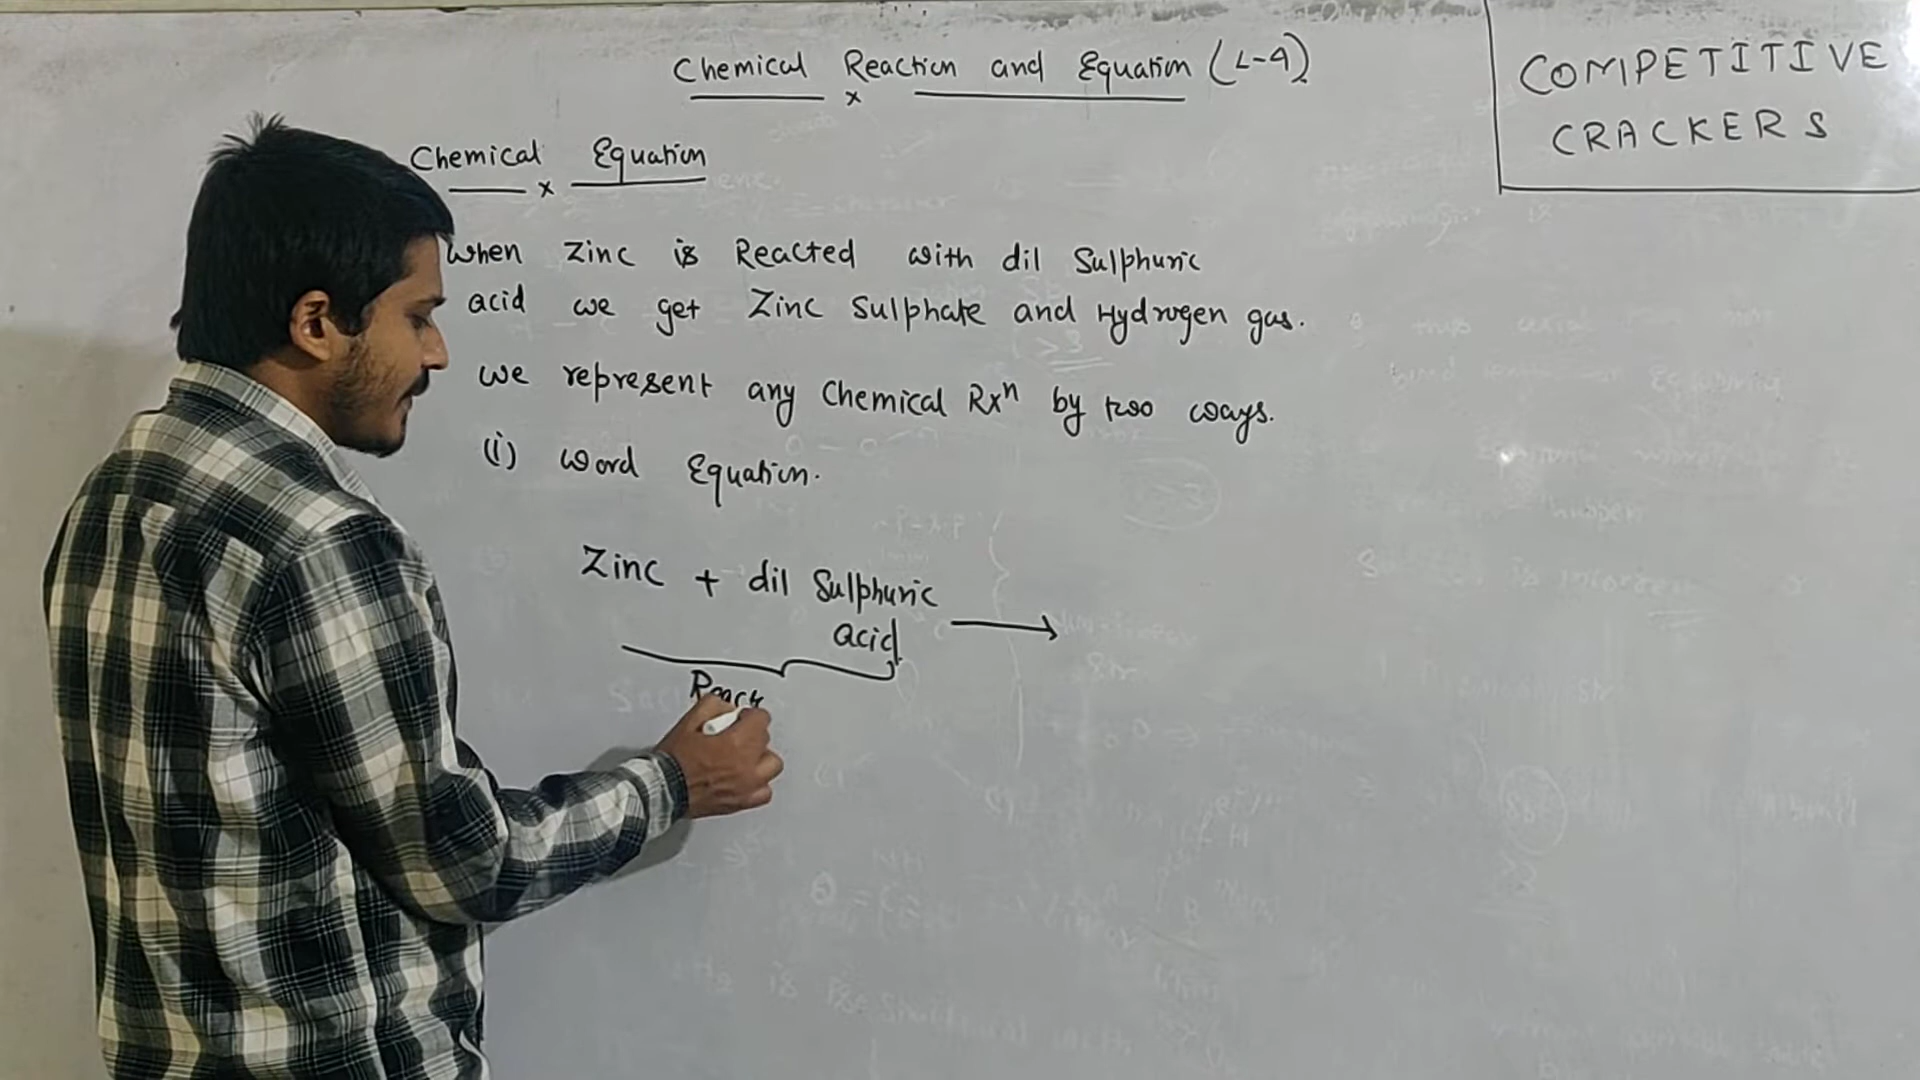 Chemical Reaction and Equation (L-4)
COMPETITIVE
CRACKERS
Chemical Equation
When Zinc is Reacted with dil Sulphuric
acid we get Zinc Sulphate and Hydrogen gas.
we represent any Chemical Rxⁿ by two ways.
(i) Word Equation.
Zinc + dil Sulphuric
acid →
React